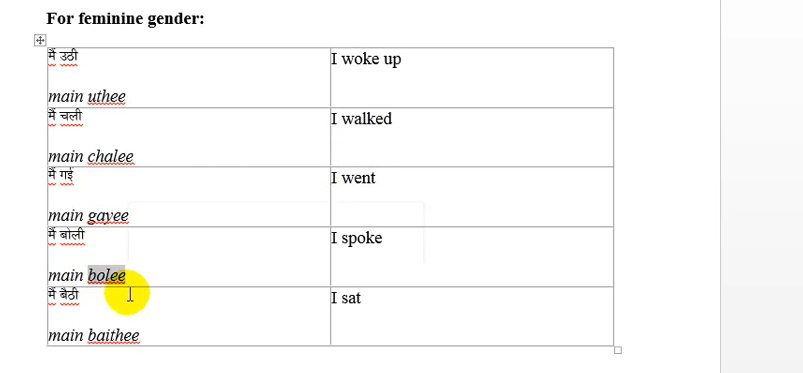 For feminine gender:
मैं उठी
I woke up
main uthee
मैं चली
I walked
main chalee
मैं गई
I went
main gayee
मैं बोली
I spoke
main bolee
मैं बैठी
I sat
main baithee